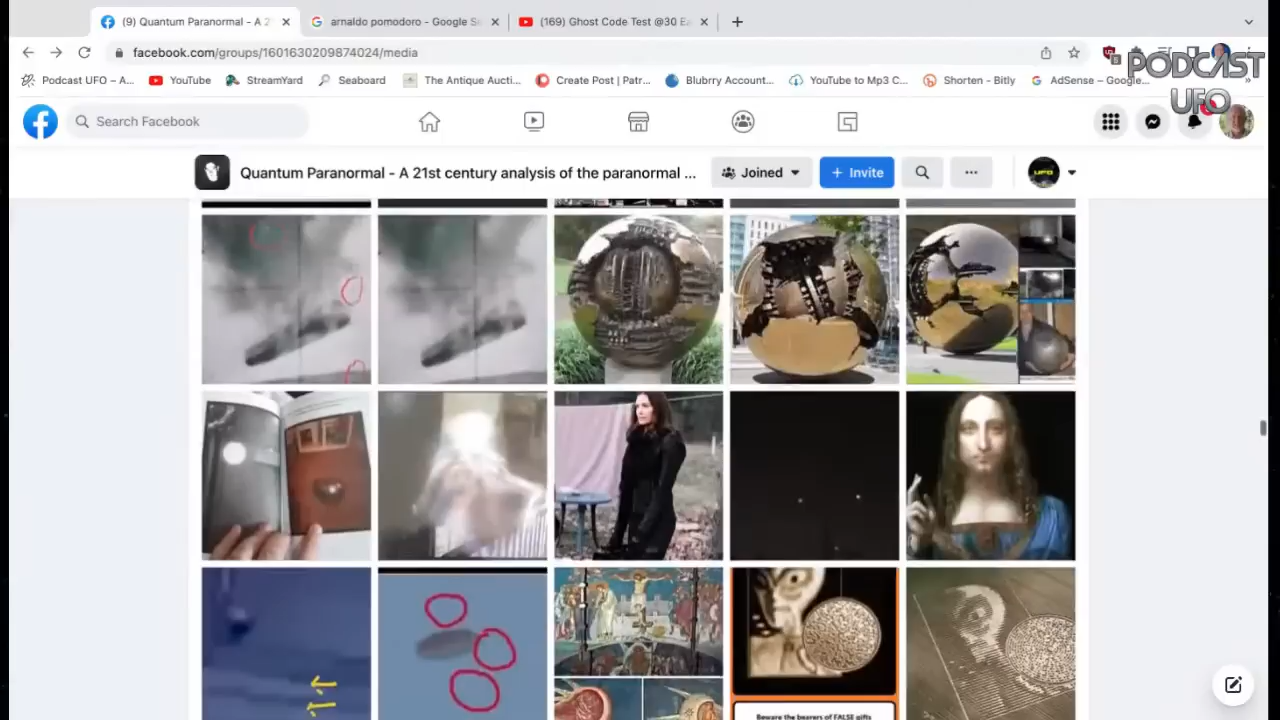 (9) Quantum Paranormal - A 2
arnaldo pomodoro - Google Se
(169) Ghost Code Test @30 Ea
facebook.com/groups/1601630209874024/media
Podcast UFO – A...
YouTube
StreamYard
Seaboard
The Antique Aucti...
Create Post | Patr...
Blubrry Account...
YouTube to Mp3 C...
Shorten - Bitly
AdSense – Google...
PODCAST
UFO
Search Facebook
Quantum Paranormal - A 21st century analysis of the paranormal ...
Joined
+ Invite
UFO
Beware the bearers of FALSE gifts